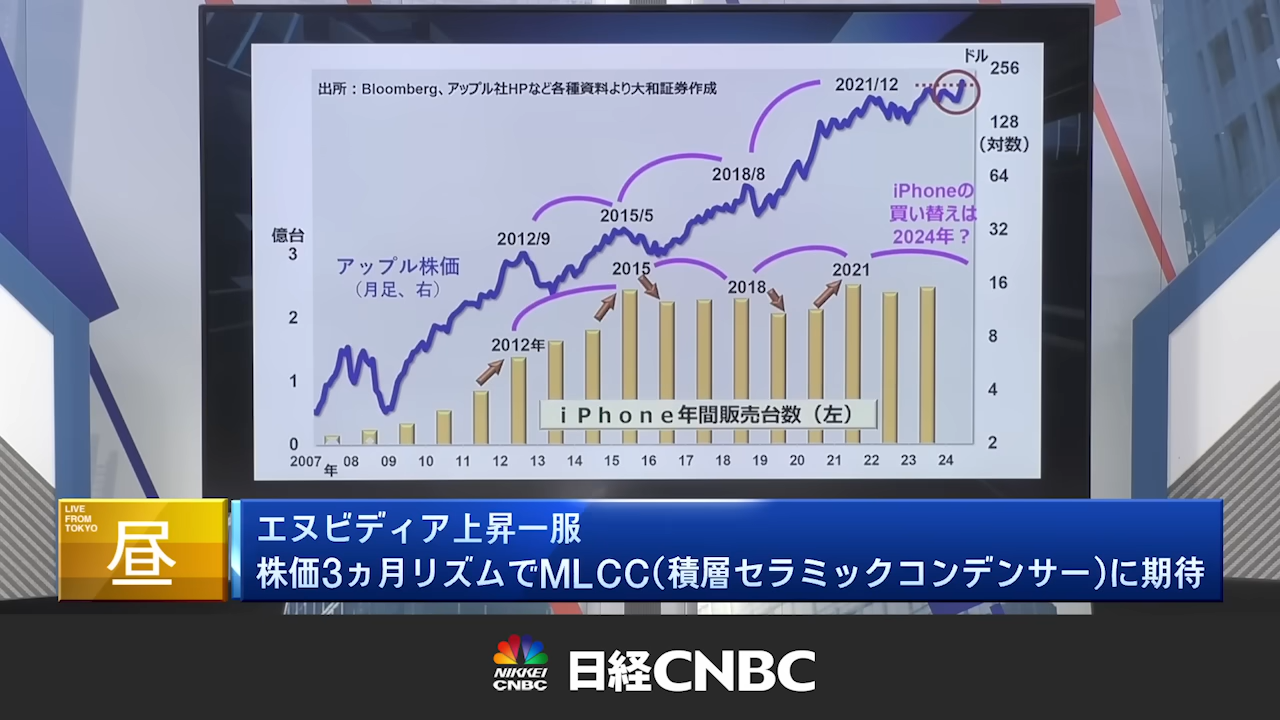 ドル
出所：Bloomberg、アップル社HPなど各種資料より大和証券作成
2021/12
256
128
（対数）
2018/8
64
iPhoneの
買い替えは
2024年？
2015/5
億台
2012/9
32
3
アップル株価
（月足、右）
2015
2021
2018
16
2
2012年
8
1
iPhone年間販売台数（左）
4
0
2
2007年 08 09 10 11 12 13 14 15 16 17 18 19 20 21 22 23 24
LIVE
FROM
TOKYO
昼
エヌビディア上昇一服
株価3ヵ月リズムでMLCC(積層セラミックコンデンサー)に期待
NIKKEI
CNBC
日経CNBC